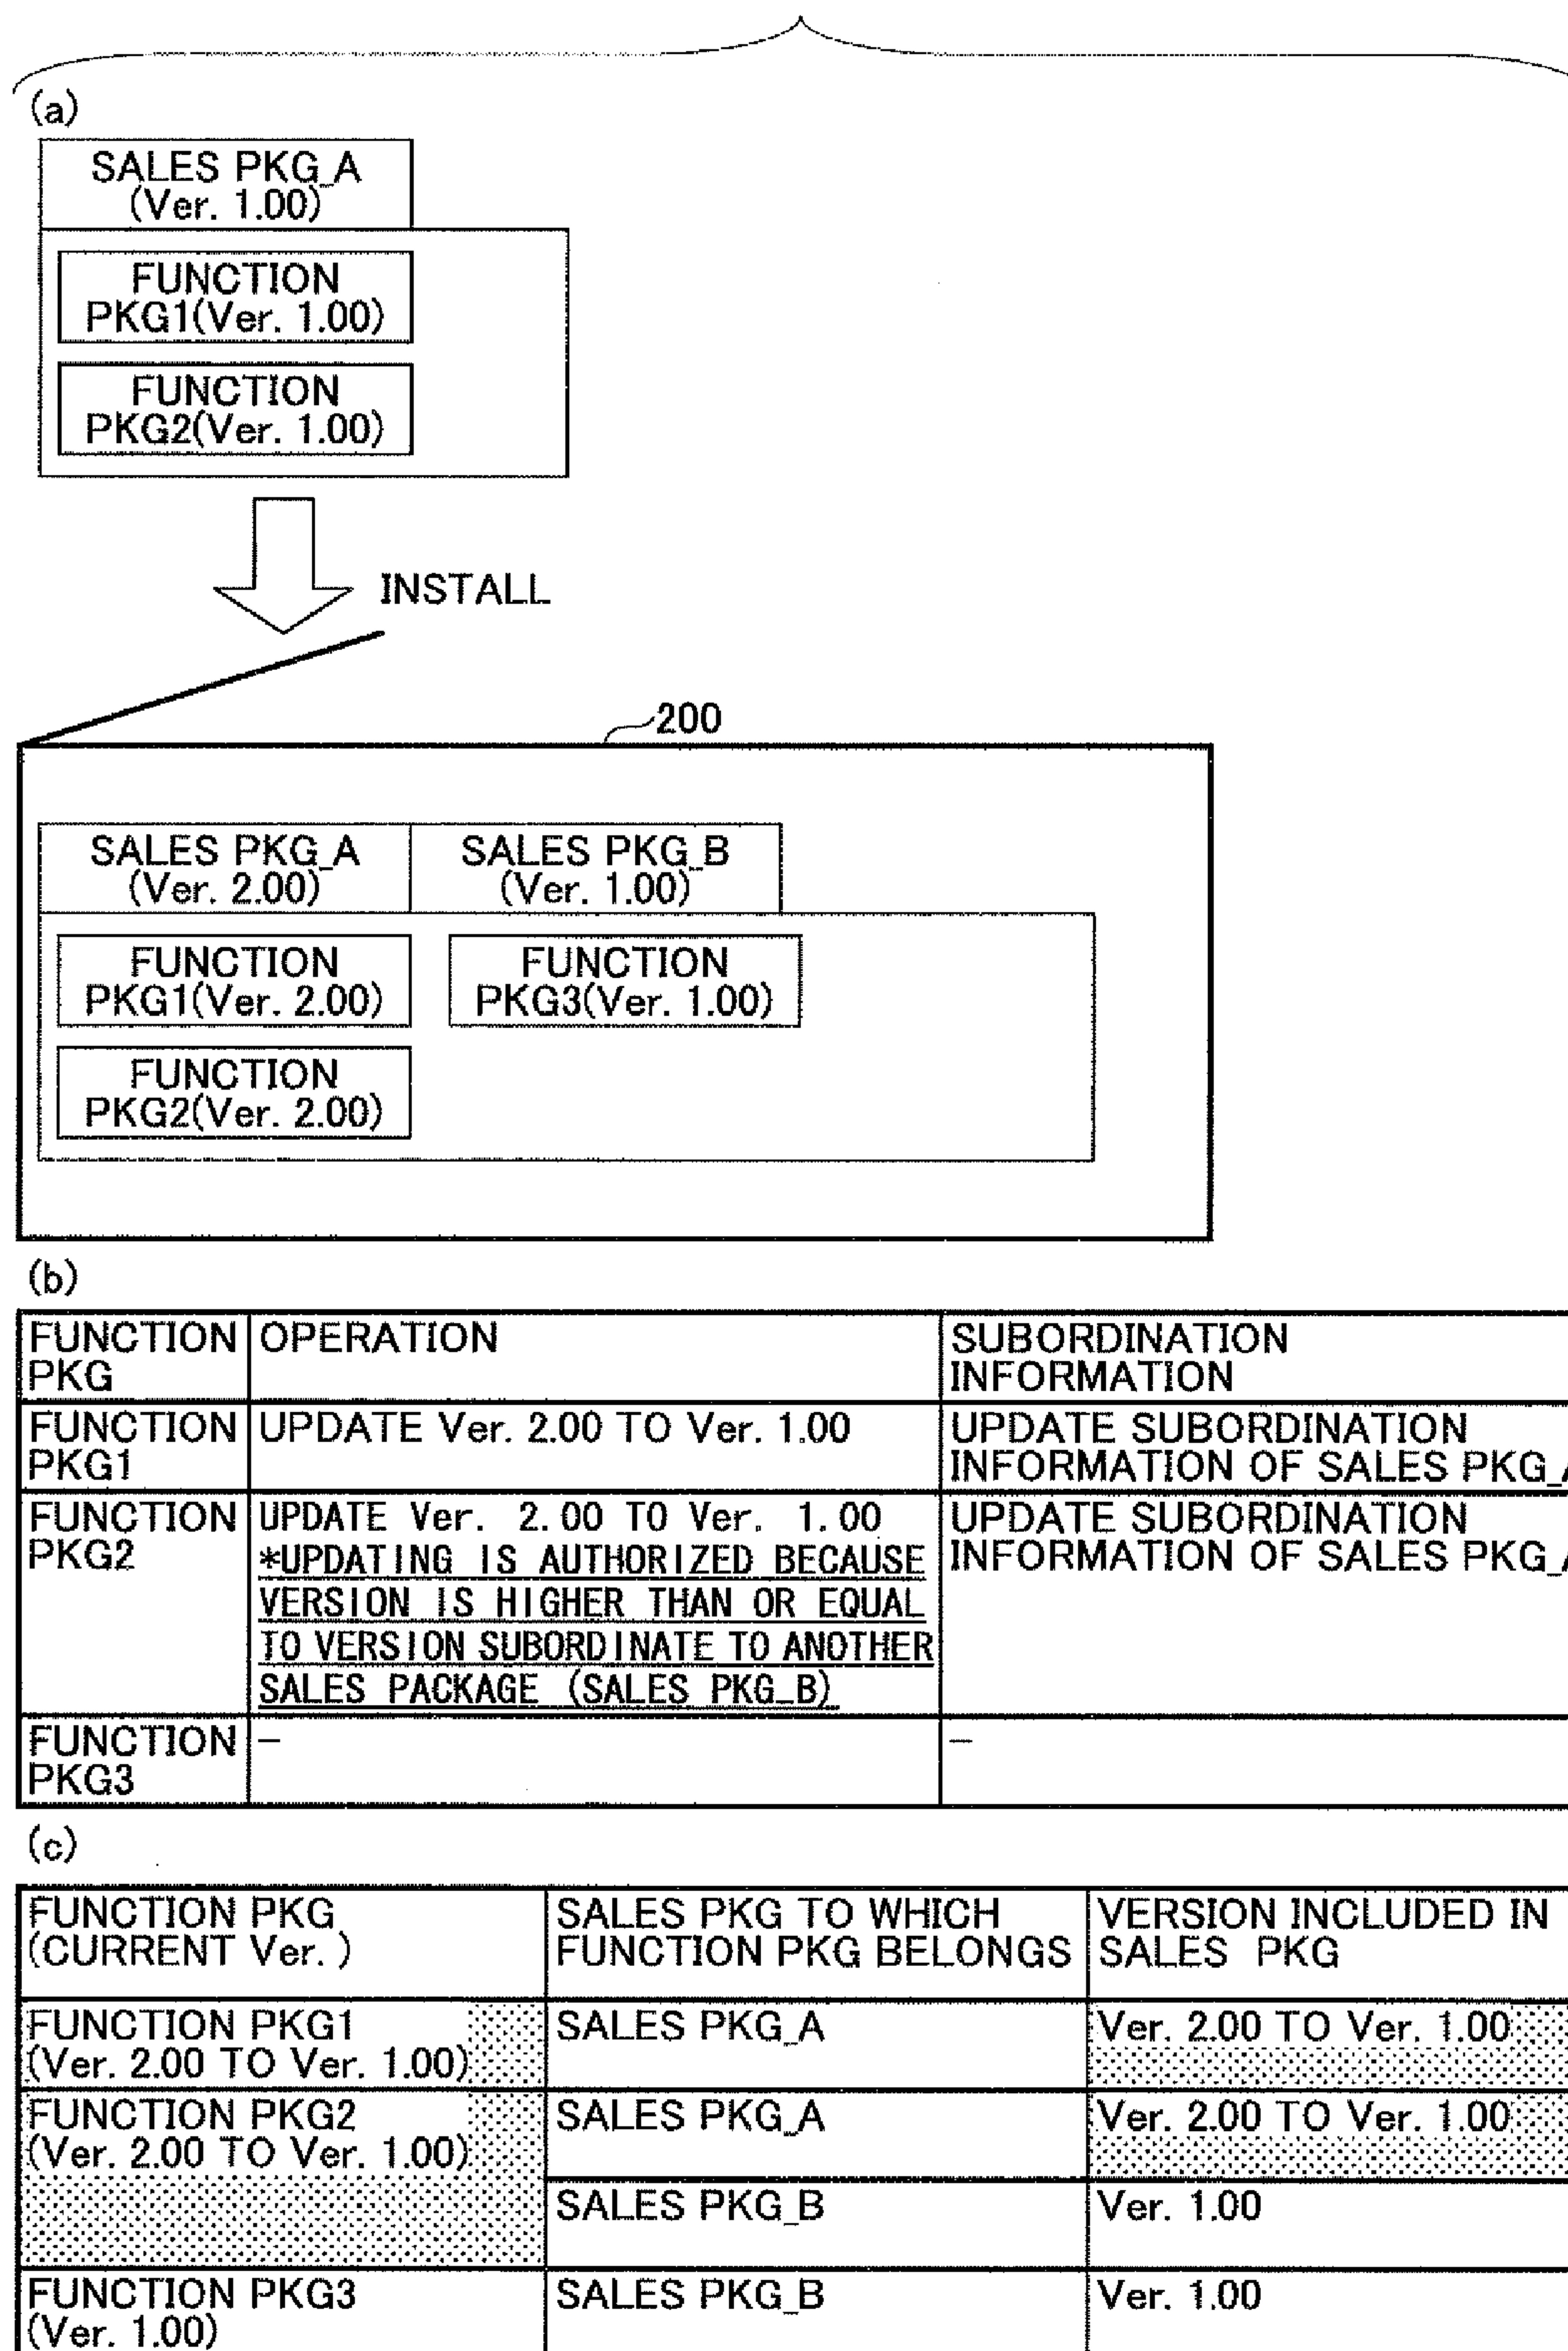 (a)
SALES PKG_A
(Ver. 1.00)
FUNCTION
PKG1(Ver. 1.00)
FUNCTION
PKG2(Ver. 1.00)
INSTALL
200
SALES PKG_A
(Ver. 2.00)
SALES PKG_B
(Ver. 1.00)
FUNCTION
PKG1(Ver. 2.00)
FUNCTION
PKG3(Ver. 1.00)
FUNCTION
PKG2(Ver. 2.00)
(b)
FUNCTION
PKG
OPERATION
SUBORDINATION
INFORMATION
FUNCTION
PKG1
UPDATE Ver. 2.00 TO Ver. 1.00
UPDATE SUBORDINATION
INFORMATION OF SALES PKG_A
FUNCTION
PKG2
UPDATE Ver. 2.00 TO Ver. 1.00
*UPDATING IS AUTHORIZED BECAUSE
VERSION IS HIGHER THAN OR EQUAL
TO VERSION SUBORDINATE TO ANOTHER
SALES PACKAGE (SALES PKG_B)
UPDATE SUBORDINATION
INFORMATION OF SALES PKG_A
FUNCTION
PKG3
–
–
(c)
FUNCTION PKG
(CURRENT Ver. )
SALES PKG TO WHICH
FUNCTION PKG BELONGS
VERSION INCLUDED IN
SALES PKG
FUNCTION PKG1
(Ver. 2.00 TO Ver. 1.00)
SALES PKG_A
Ver. 2.00 TO Ver. 1.00
FUNCTION PKG2
(Ver. 2.00 TO Ver. 1.00)
SALES PKG_A
Ver. 2.00 TO Ver. 1.00
SALES PKG_B
Ver. 1.00
FUNCTION PKG3
(Ver. 1.00)
SALES PKG_B
Ver. 1.00